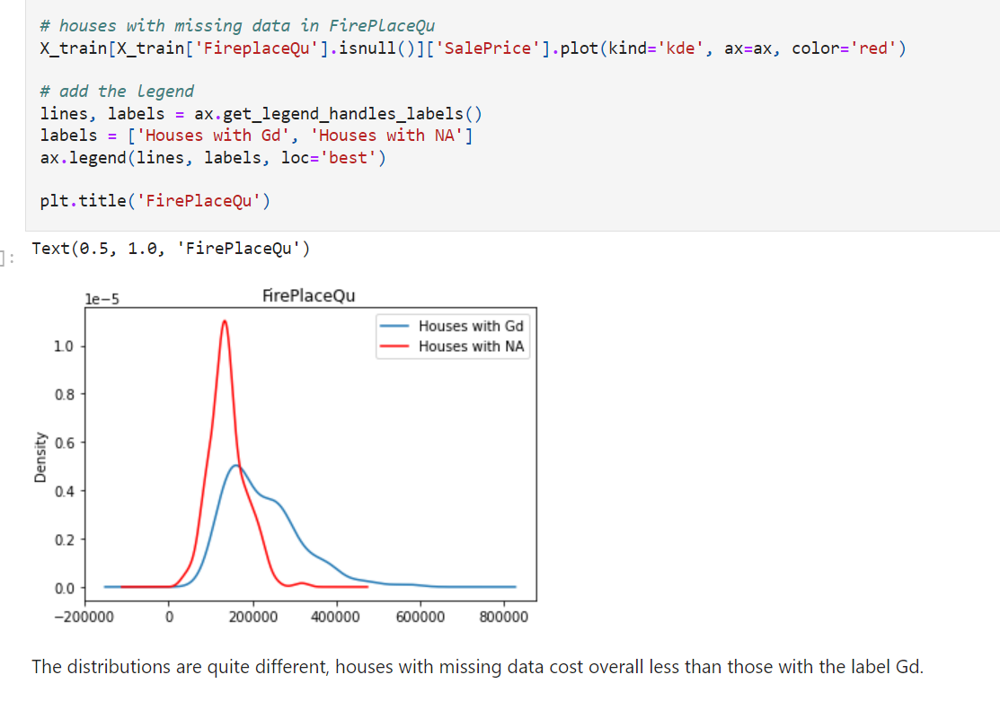 # houses with missing data in FirePlaceQu
X_train[X_train['FireplaceQu'].isnull()]['SalePrice'].plot(kind='kde', ax=ax, color='red')
# add the legend
lines, labels = ax.get_legend_handles_labels()
labels = ['Houses with Gd', 'Houses with NA']
ax.legend(lines, labels, loc='best')
plt.title('FirePlaceQu')
]:
Text(0.5, 1.0, 'FirePlaceQu')
1e−5
FirePlaceQu
Houses with Gd
Houses with NA
1.0
0.8
0.6
0.4
0.2
0.0
Density
−200000 0 200000 400000 600000 800000
The distributions are quite different, houses with missing data cost overall less than those with the label Gd.